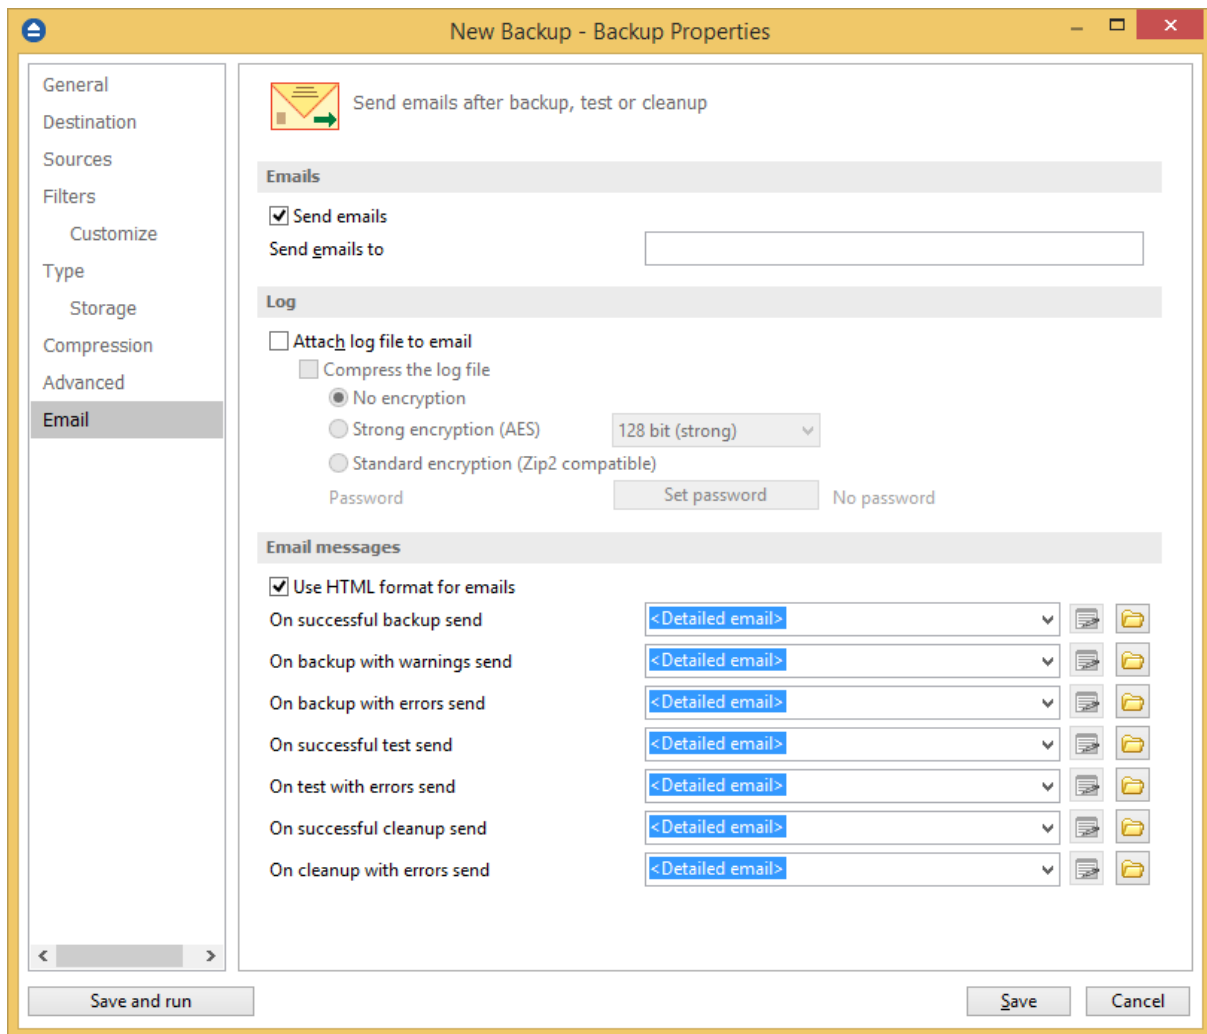 New Backup - Backup Properties
General
Destination
Sources
Filters
Customize
Type
Storage
Compression
Advanced
Email
Send emails after backup, test or cleanup
Emails
Send emails
Send emails to
Log
Attach log file to email
Compress the log file
No encryption
Strong encryption (AES) 128 bit (strong)
Standard encryption (Zip2 compatible)
Password Set password No password
Email messages
Use HTML format for emails
On successful backup send <Detailed email>
On backup with warnings send <Detailed email>
On backup with errors send <Detailed email>
On successful test send <Detailed email>
On test with errors send <Detailed email>
On successful cleanup send <Detailed email>
On cleanup with errors send <Detailed email>
Save and run Save Cancel